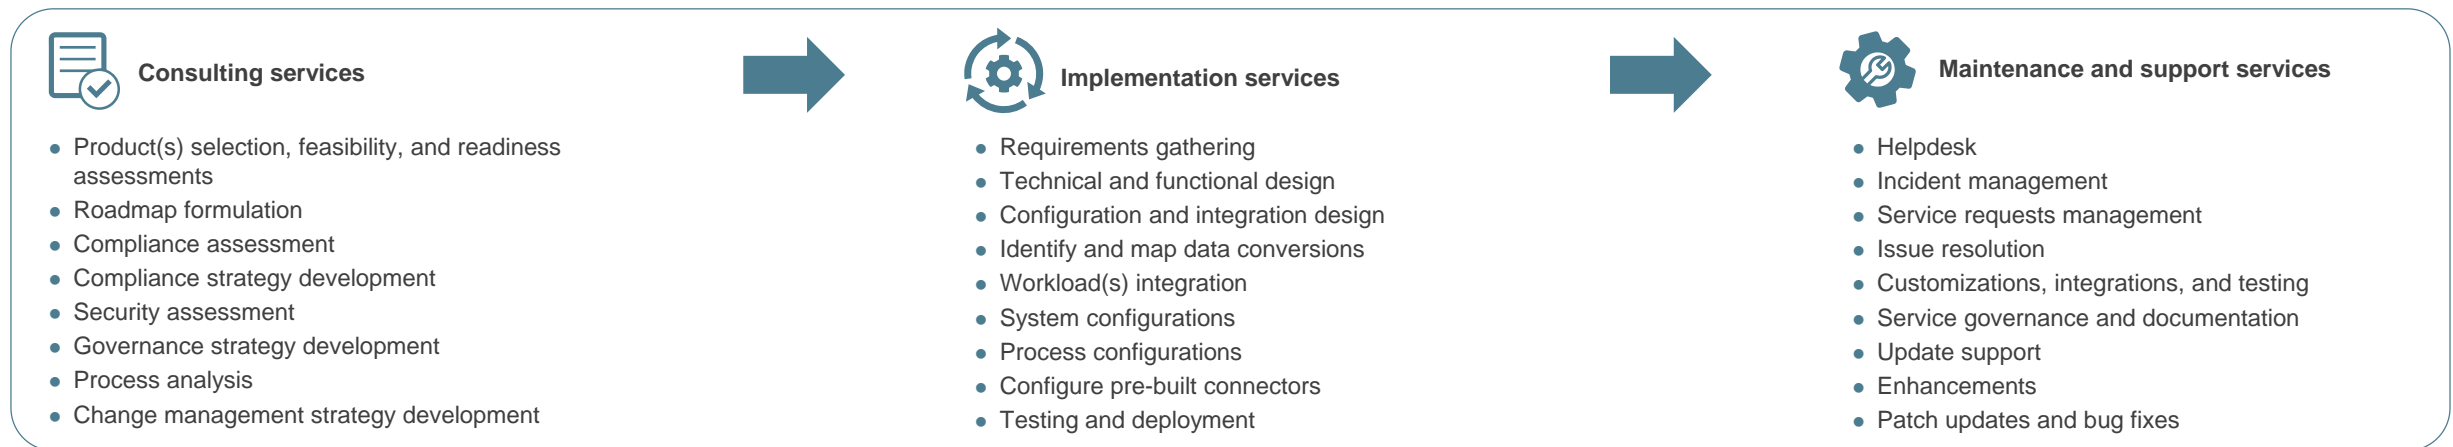 Consulting services
Product(s) selection, feasibility, and readiness
assessments
Roadmap formulation
Compliance assessment
Compliance strategy development
Security assessment
Governance strategy development
Process analysis
Change management strategy development
Implementation services
Requirements gathering
Technical and functional design
Configuration and integration design
Identify and map data conversions
Workload(s) integration
System configurations
Process configurations
Configure pre-built connectors
Testing and deployment
Maintenance and support services
Helpdesk
Incident management
Service requests management
Issue resolution
Customizations, integrations, and testing
Service governance and documentation
Update support
Enhancements
Patch updates and bug fixes